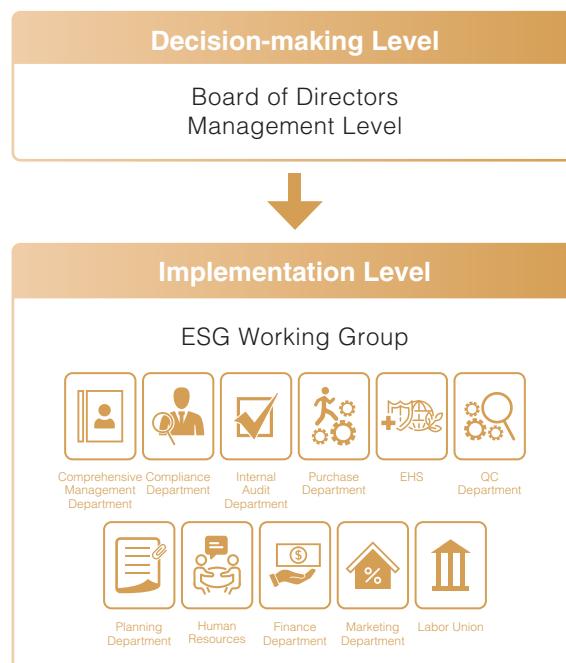 Decision-making Level
Board of Directors
Management Level
Implementation Level
ESG Working Group
Comprehensive
Management
Department
Compliance
Department
Internal
Audit
Department
Purchase
Department
EHS
QC
Department
$
%
Planning
Department
Human
Resources
Finance
Department
Marketing
Department
Labor Union